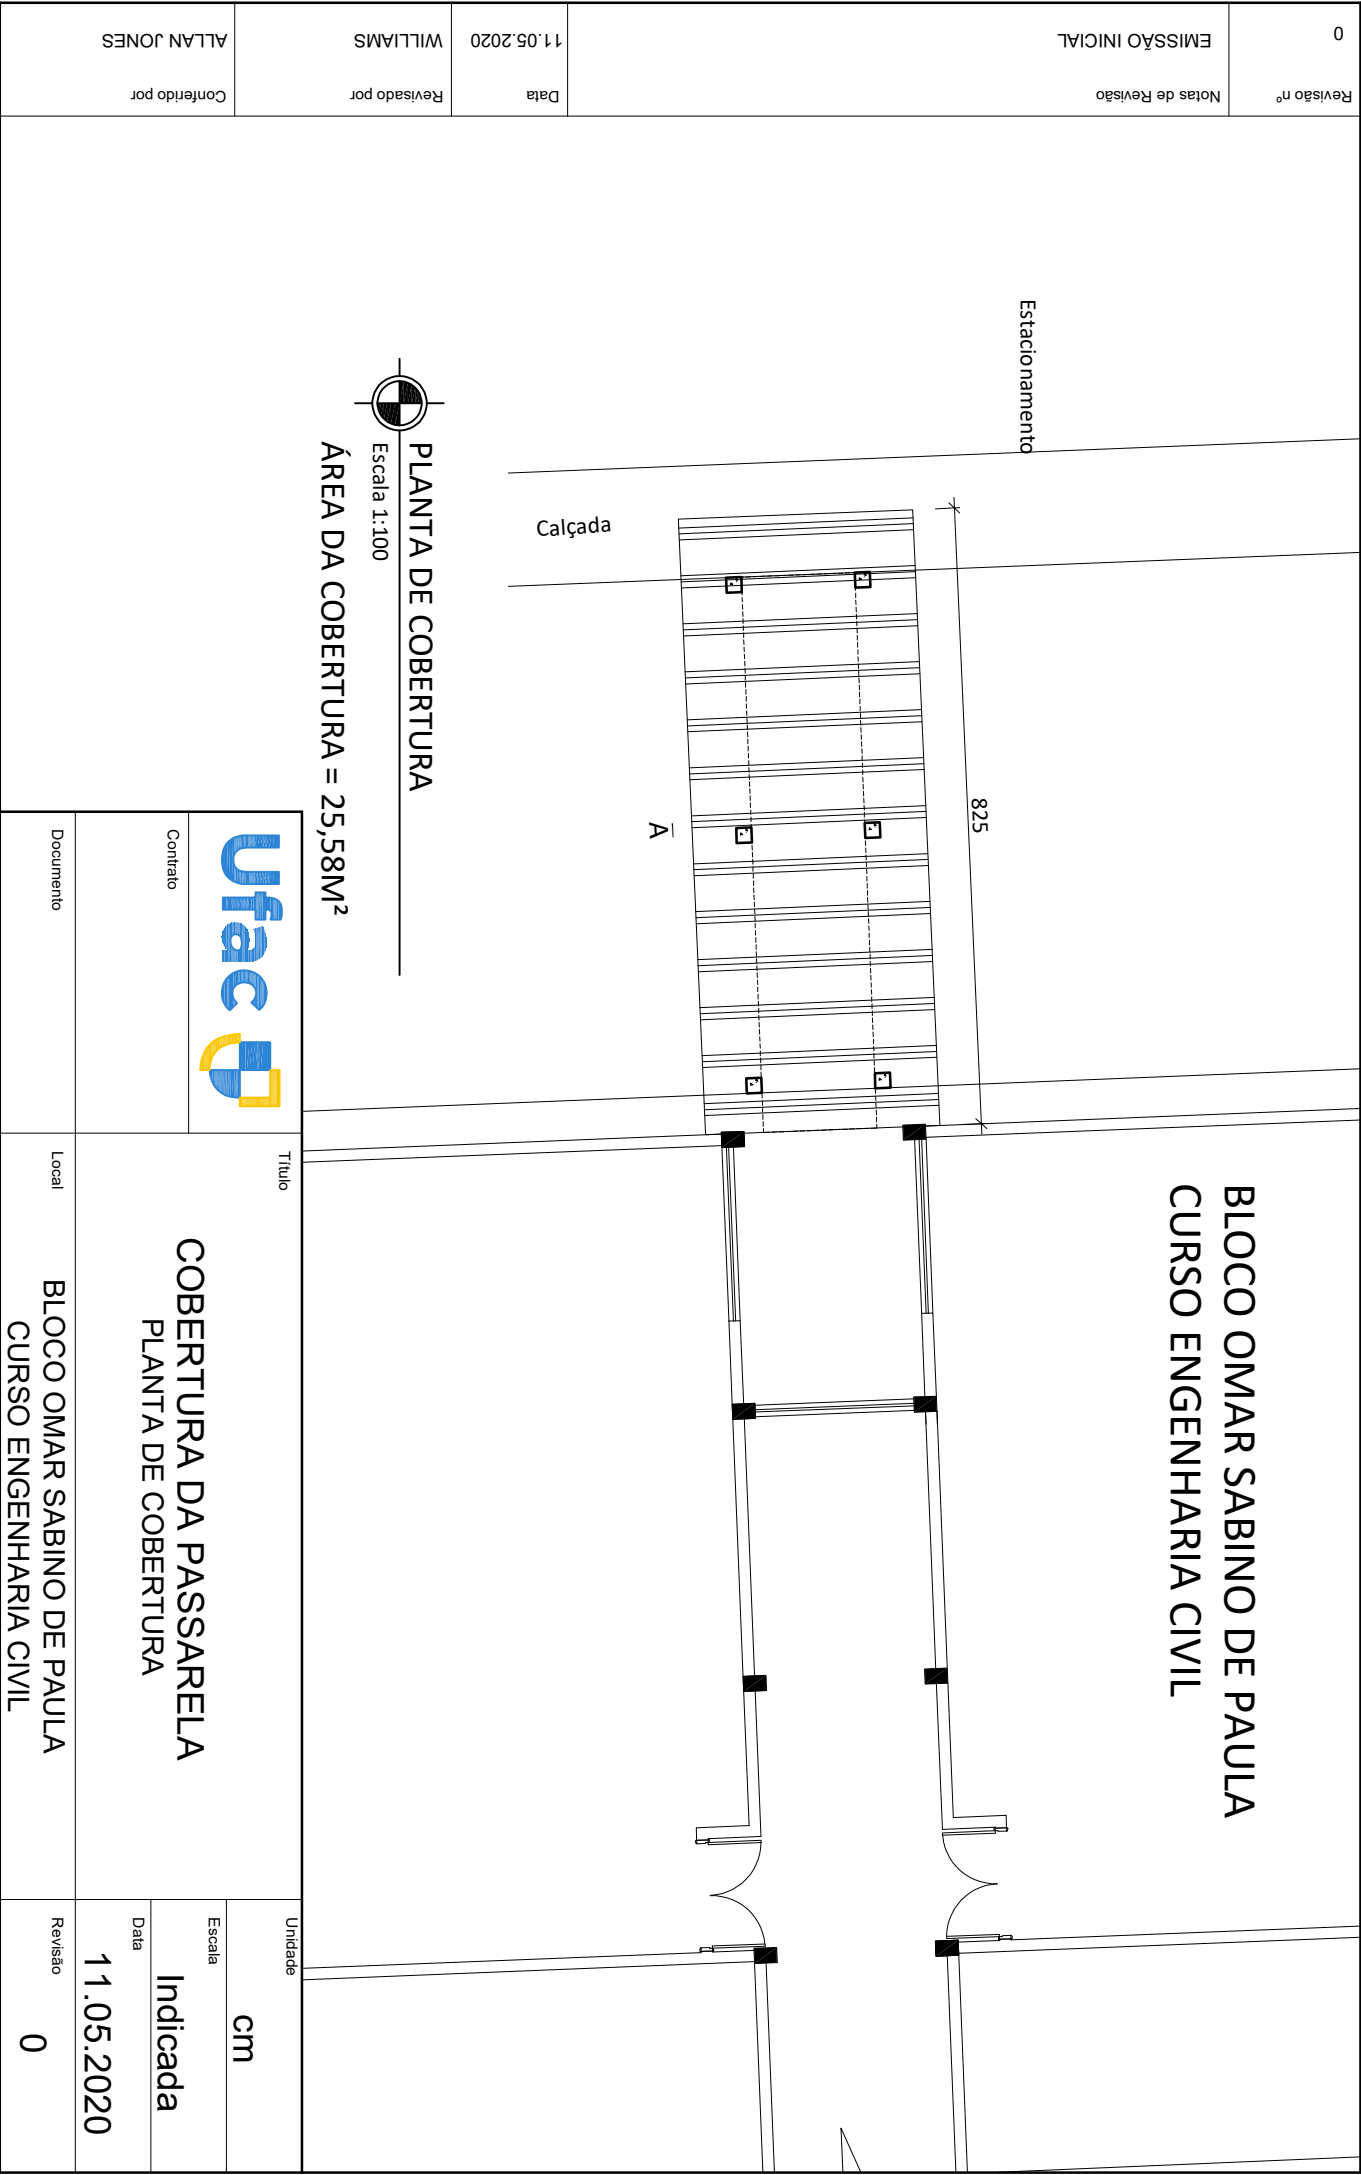 Revisão nº
Notas de Revisão
Data
Revisado por
Conferido por
0
EMISSÃO INICIAL
11.05.2020
WILLIAMS
ALLAN JONES
BLOCO OMAR SABINO DE PAULA
CURSO ENGENHARIA CIVIL
Estacionamento
825
A
Calçada
PLANTA DE COBERTURA
Escala 1:100
ÁREA DA COBERTURA = 25,58M²
Ufac
Contrato
Documento
Título
COBERTURA DA PASSARELA
PLANTA DE COBERTURA
Local
BLOCO OMAR SABINO DE PAULA
CURSO ENGENHARIA CIVIL
Unidade
cm
Escala
Indicada
Data
11.05.2020
Revisão
0